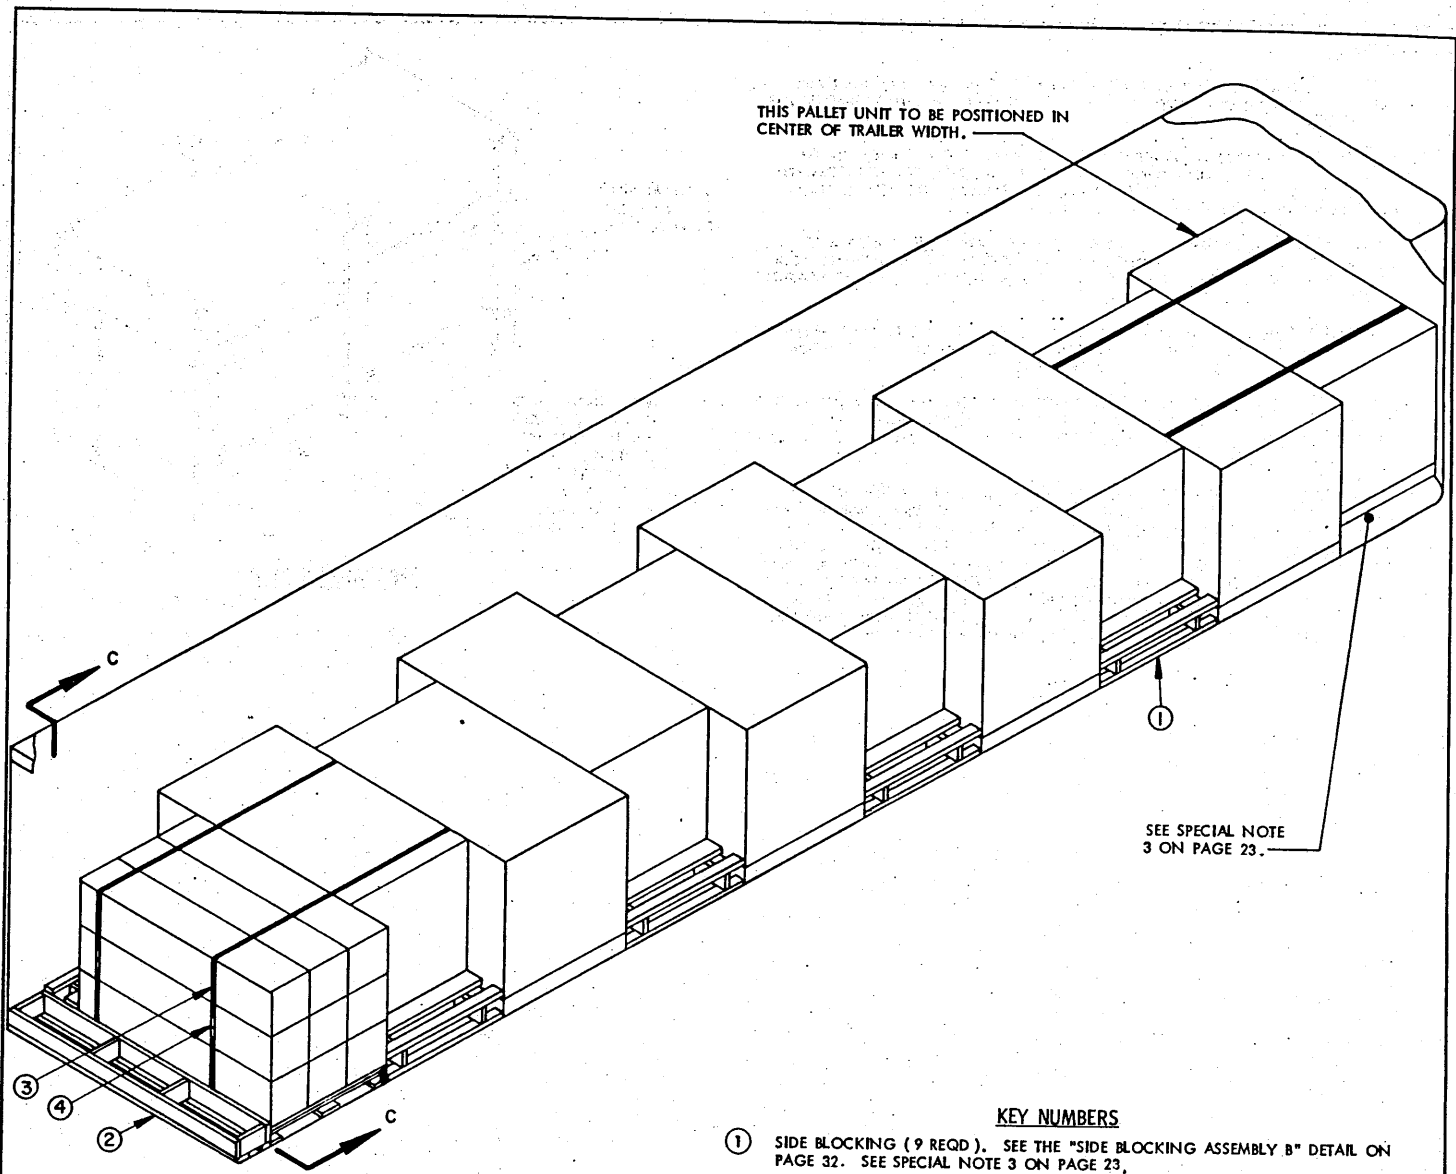 THIS PALLET UNIT TO BE POSITIONED IN
CENTER OF TRAILER WIDTH.
C
①
SEE SPECIAL NOTE
3 ON PAGE 23.
③
④
②
C
KEY NUMBERS
① SIDE BLOCKING (9 REQD). SEE THE "SIDE BLOCKING ASSEMBLY B" DETAIL ON
PAGE 32. SEE SPECIAL NOTE 3 ON PAGE 23.